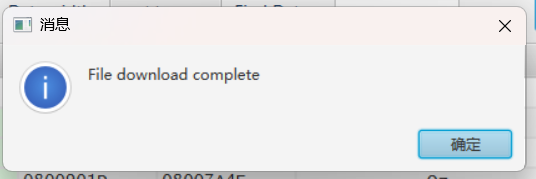 消息
File download complete
确定